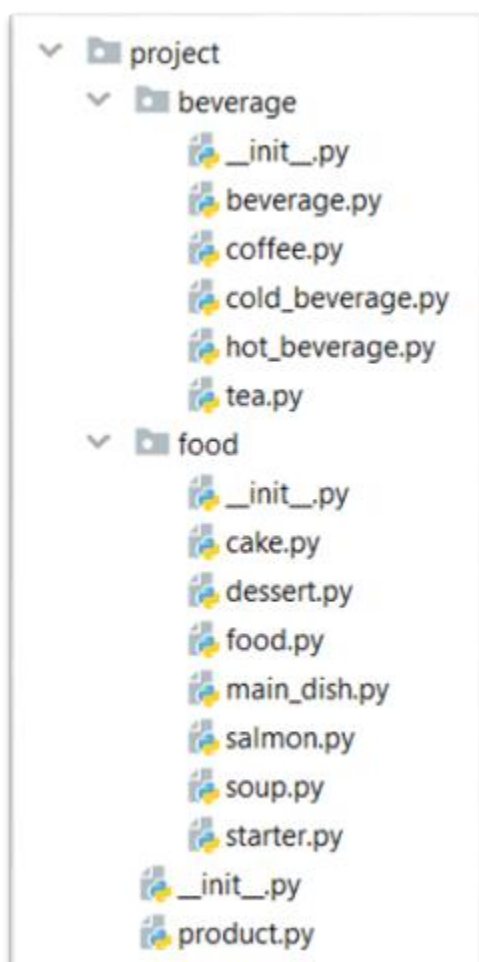 project
beverage
__init__.py
beverage.py
coffee.py
cold_beverage.py
hot_beverage.py
tea.py
food
__init__.py
cake.py
dessert.py
food.py
main_dish.py
salmon.py
soup.py
starter.py
__init__.py
product.py